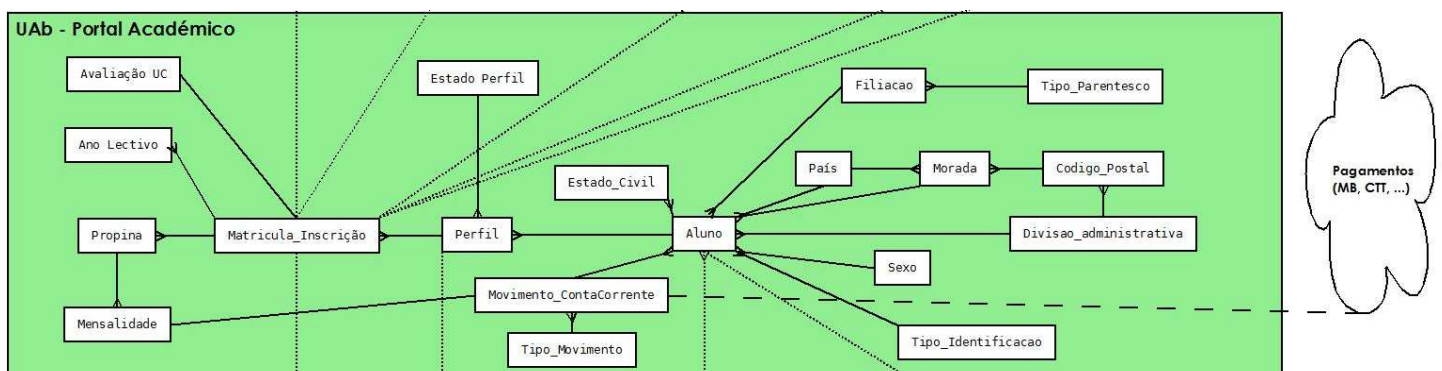 UAb - Portal Académico
Avaliação UC
Estado Perfil
Filiacao
Tipo_Parentesco
Ano Lectivo
Estado_Civil
País
Morada
Codigo_Postal
Pagamentos
(MB, CTT, ...)
Propina
Matricula_Inscrição
Perfil
Aluno
Divisao_administrativa
Sexo
Movimento_ContaCorrente
Mensalidade
Tipo_Movimento
Tipo_Identificacao